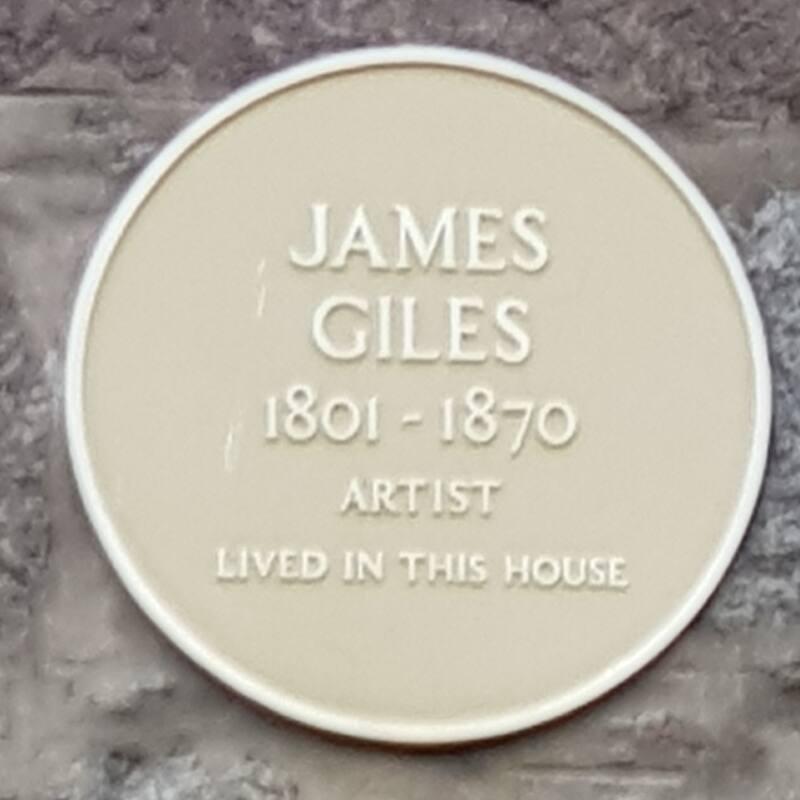 JAMES
GILES
1801 - 1870
ARTIST
LIVED IN THIS HOUSE